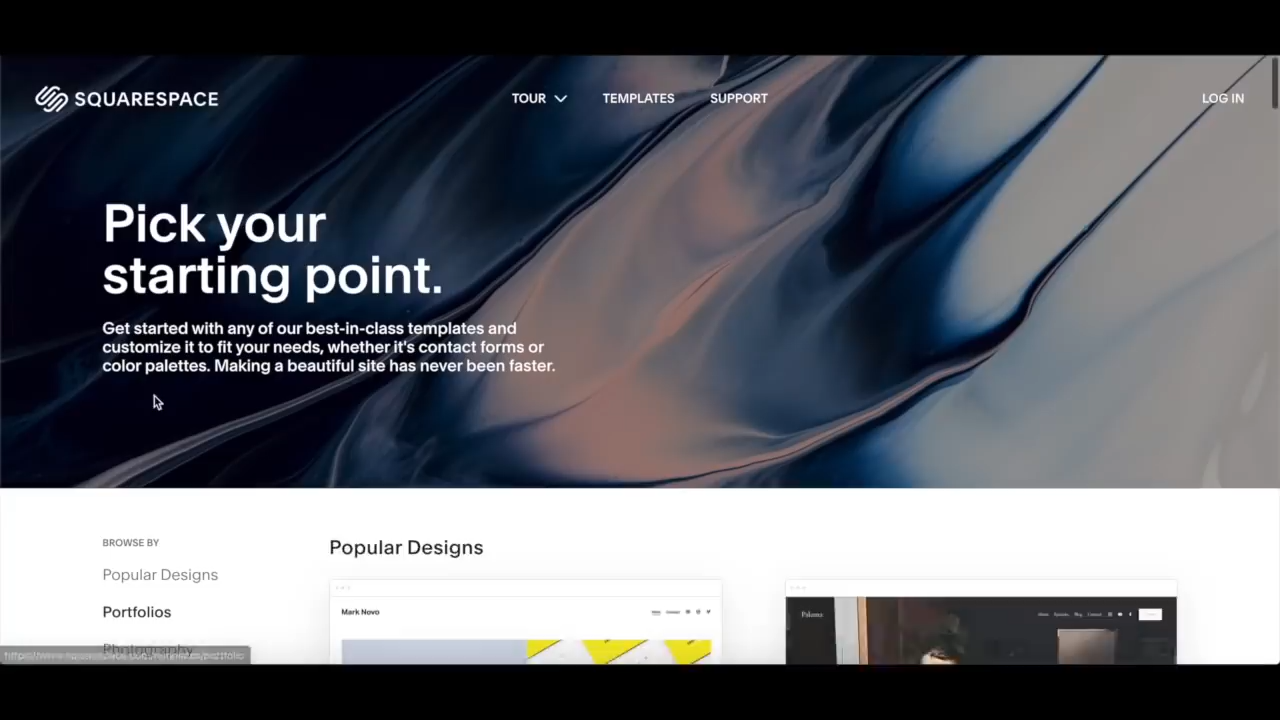 SQUARESPACE
TOUR
TEMPLATES
SUPPORT
LOG IN
Pick your
starting point.
Get started with any of our best-in-class templates and
customize it to fit your needs, whether it's contact forms or
color palettes. Making a beautiful site has never been faster.
BROWSE BY
Popular Designs
Portfolios
Photography
Popular Designs
Mark Novo
Paloma